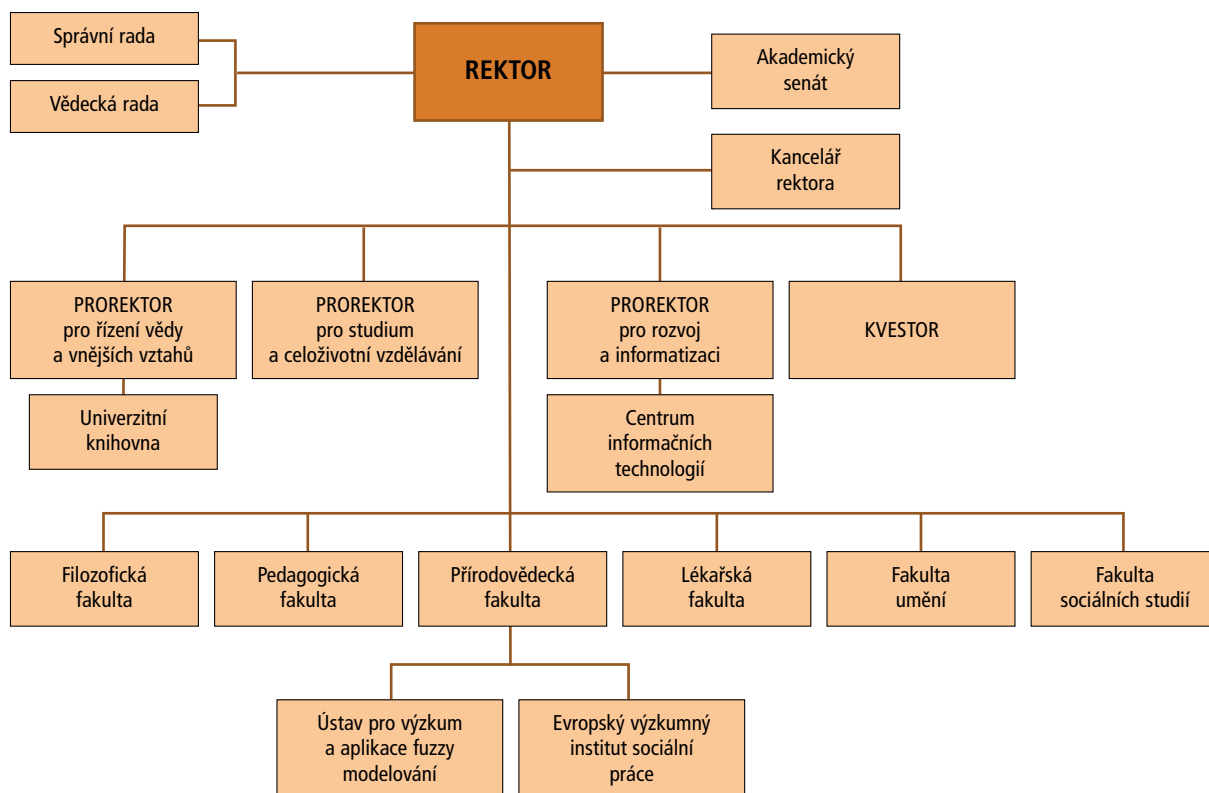 Správní rada
Vědecká rada
REKTOR
Akademický
senát
Kancelář
rektora
PROREKTOR
pro řízení vědy
a vnějších vztahů
PROREKTOR
pro studium
a celoživotní vzdělávání
PROREKTOR
pro rozvoj
a informatizaci
KVESTOR
Univerzitní
knihovna
Centrum
informačních
technologií
Filozofická
fakulta
Pedagogická
fakulta
Přírodovědecká
fakulta
Lékařská
fakulta
Fakulta
umění
Fakulta
sociálních studií
Ústav pro výzkum
a aplikace fuzzy
modelování
Evropský výzkumný
institut sociální
práce